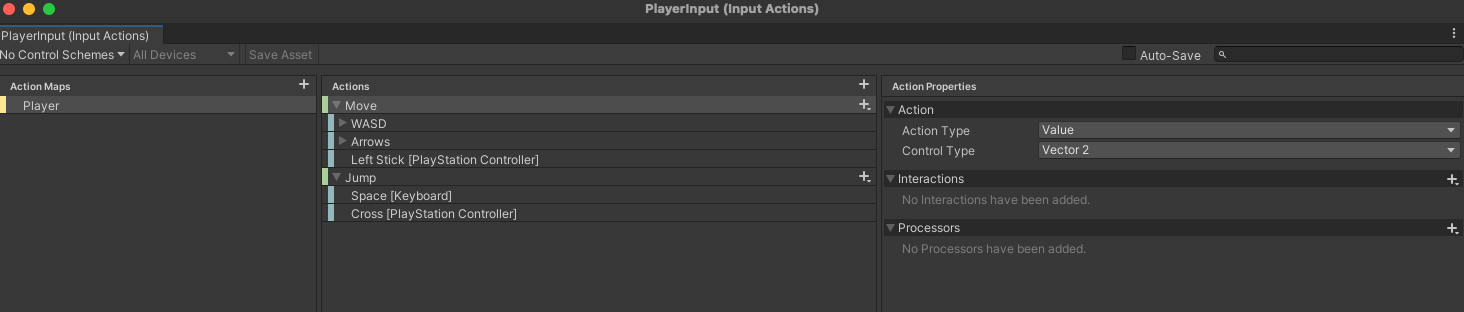 PlayerInput (Input Actions)
PlayerInput (Input Actions)
No Control Schemes All Devices Save Asset Auto-Save
Action Maps Actions Action Properties
Player Move Action
WASD Action Type Value
Arrows Control Type Vector 2
Left Stick [PlayStation Controller]
Jump Interactions
Space [Keyboard] No Interactions have been added.
Cross [PlayStation Controller]
Processors
No Processors have been added.